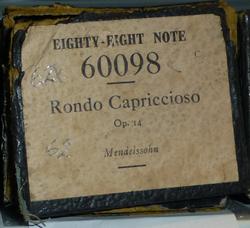 EIGHTY-EIGHT NOTE
60098
Rondo Capriccioso
Op. 14
Mendelssohn